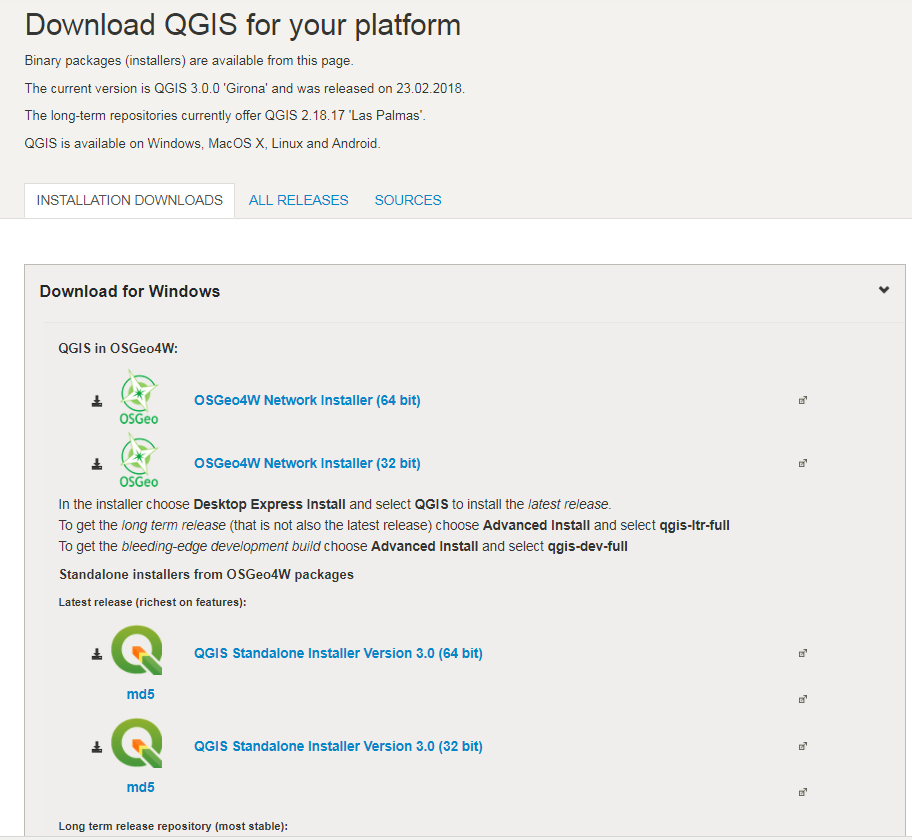 Download QGIS for your platform
Binary packages (installers) are available from this page.
The current version is QGIS 3.0.0 'Girona' and was released on 23.02.2018.
The long-term repositories currently offer QGIS 2.18.17 'Las Palmas'.
QGIS is available on Windows, MacOS X, Linux and Android.
INSTALLATION DOWNLOADS ALL RELEASES SOURCES
Download for Windows
QGIS in OSGeo4W:
OSGeo
OSGeo4W Network Installer (64 bit)
OSGeo
OSGeo4W Network Installer (32 bit)
In the installer choose Desktop Express Install and select QGIS to install the latest release.
To get the long term release (that is not also the latest release) choose Advanced Install and select qgis-ltr-full
To get the bleeding-edge development build choose Advanced Install and select qgis-dev-full
Standalone installers from OSGeo4W packages
Latest release (richest on features):
QGIS Standalone Installer Version 3.0 (64 bit)
md5
QGIS Standalone Installer Version 3.0 (32 bit)
md5
Long term release repository (most stable):